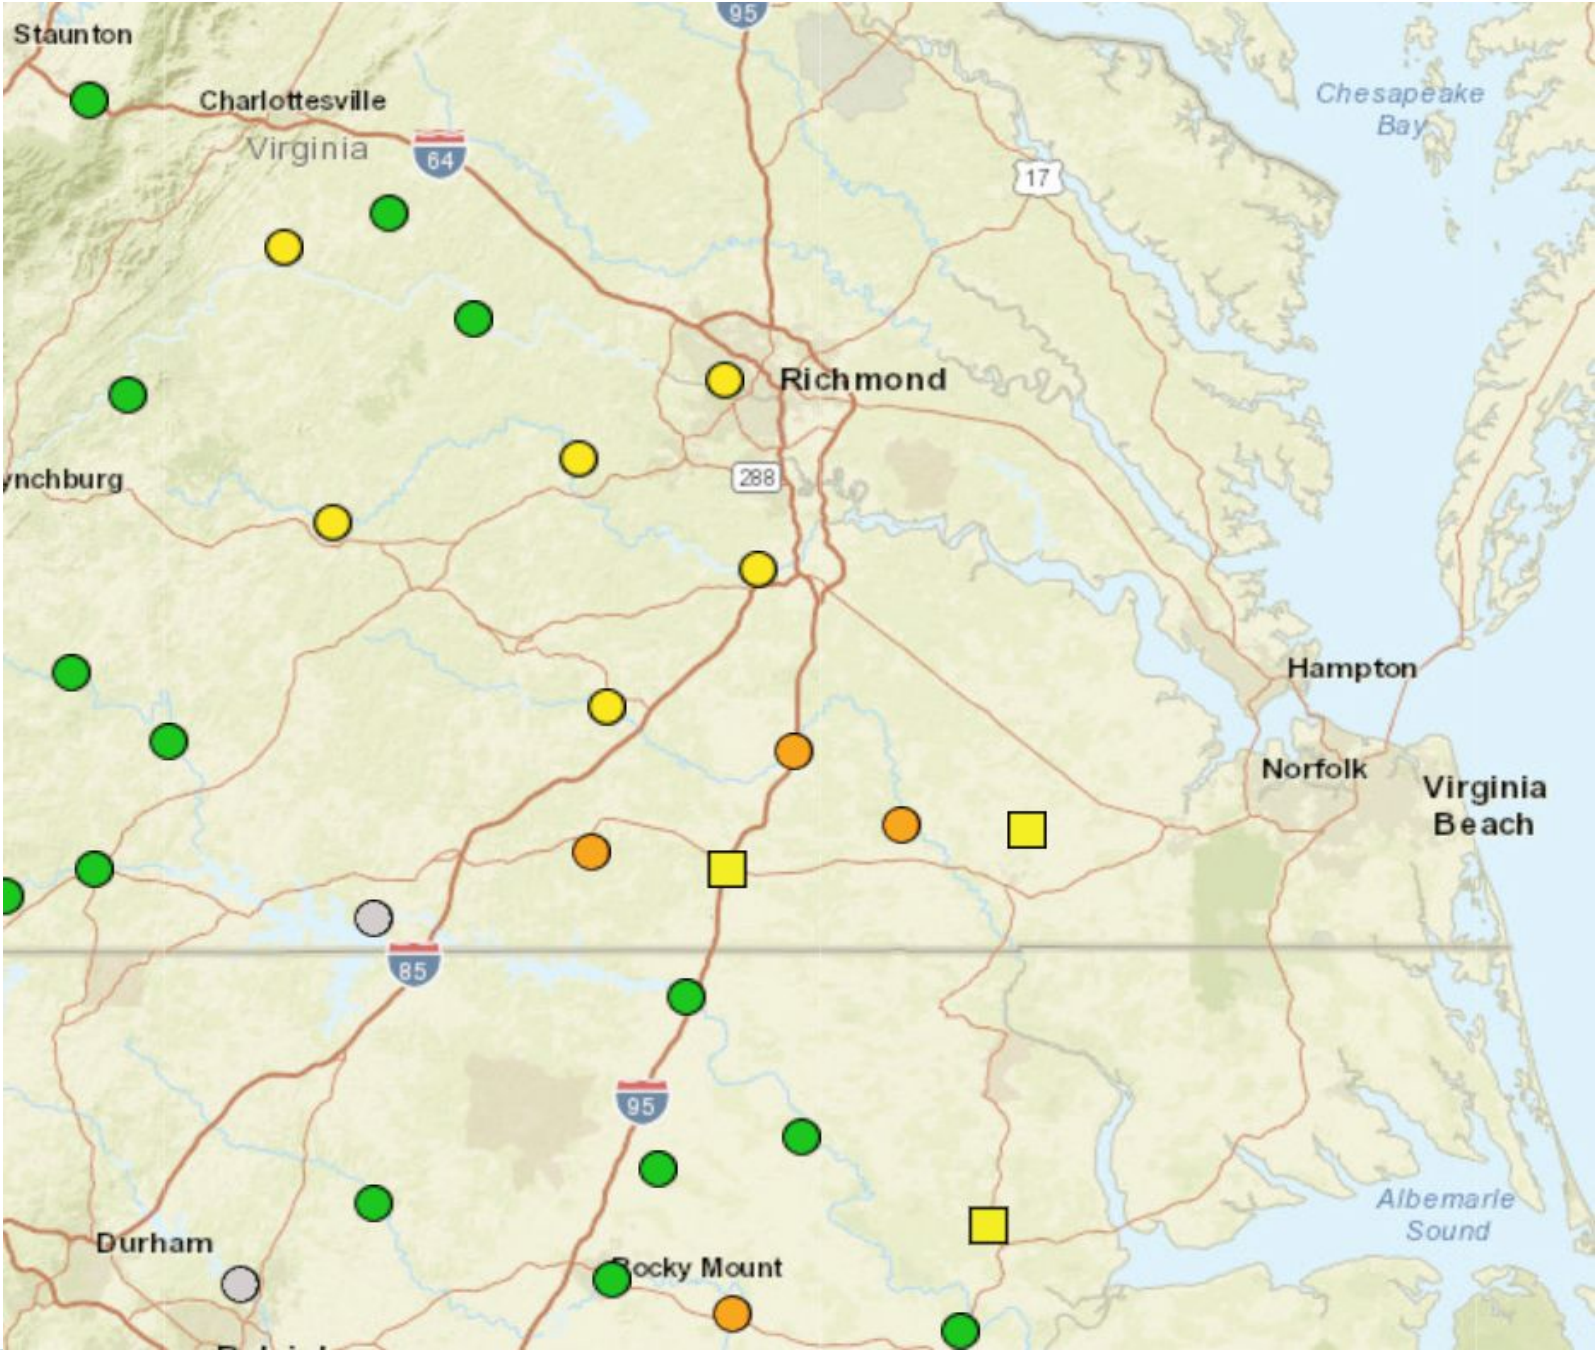 95
Staunton
Charlottesville
Virginia
64
Chesapeake
Bay
17
Richmond
ynchburg
288
Hampton
Norfolk
Virginia
Beach
85
95
Albemarle
Sound
Durham
Rocky Mount